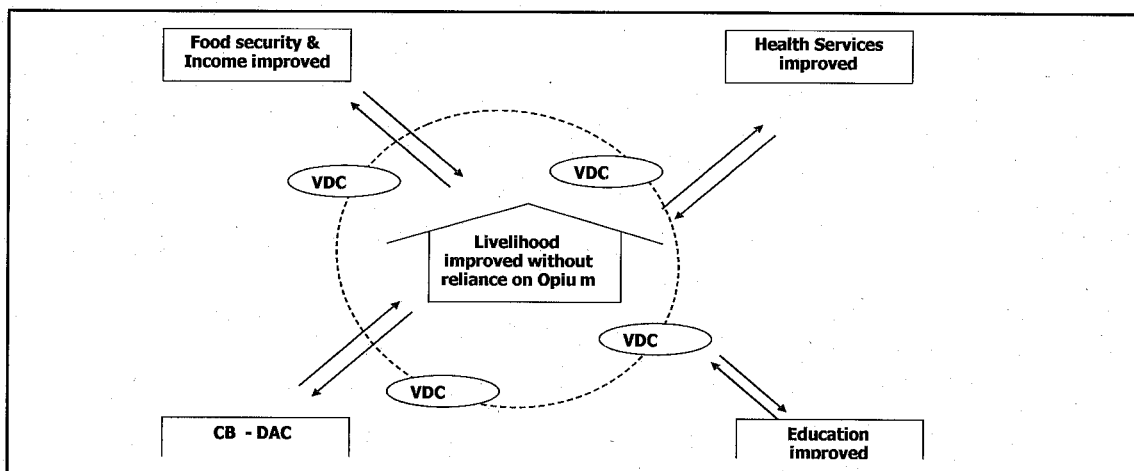 Food security &
Income improved
Health Services
improved
VDC
VDC
Livelihood
improved without
reliance on Opiu m
VDC
VDC
CB - DAC
Education
improved